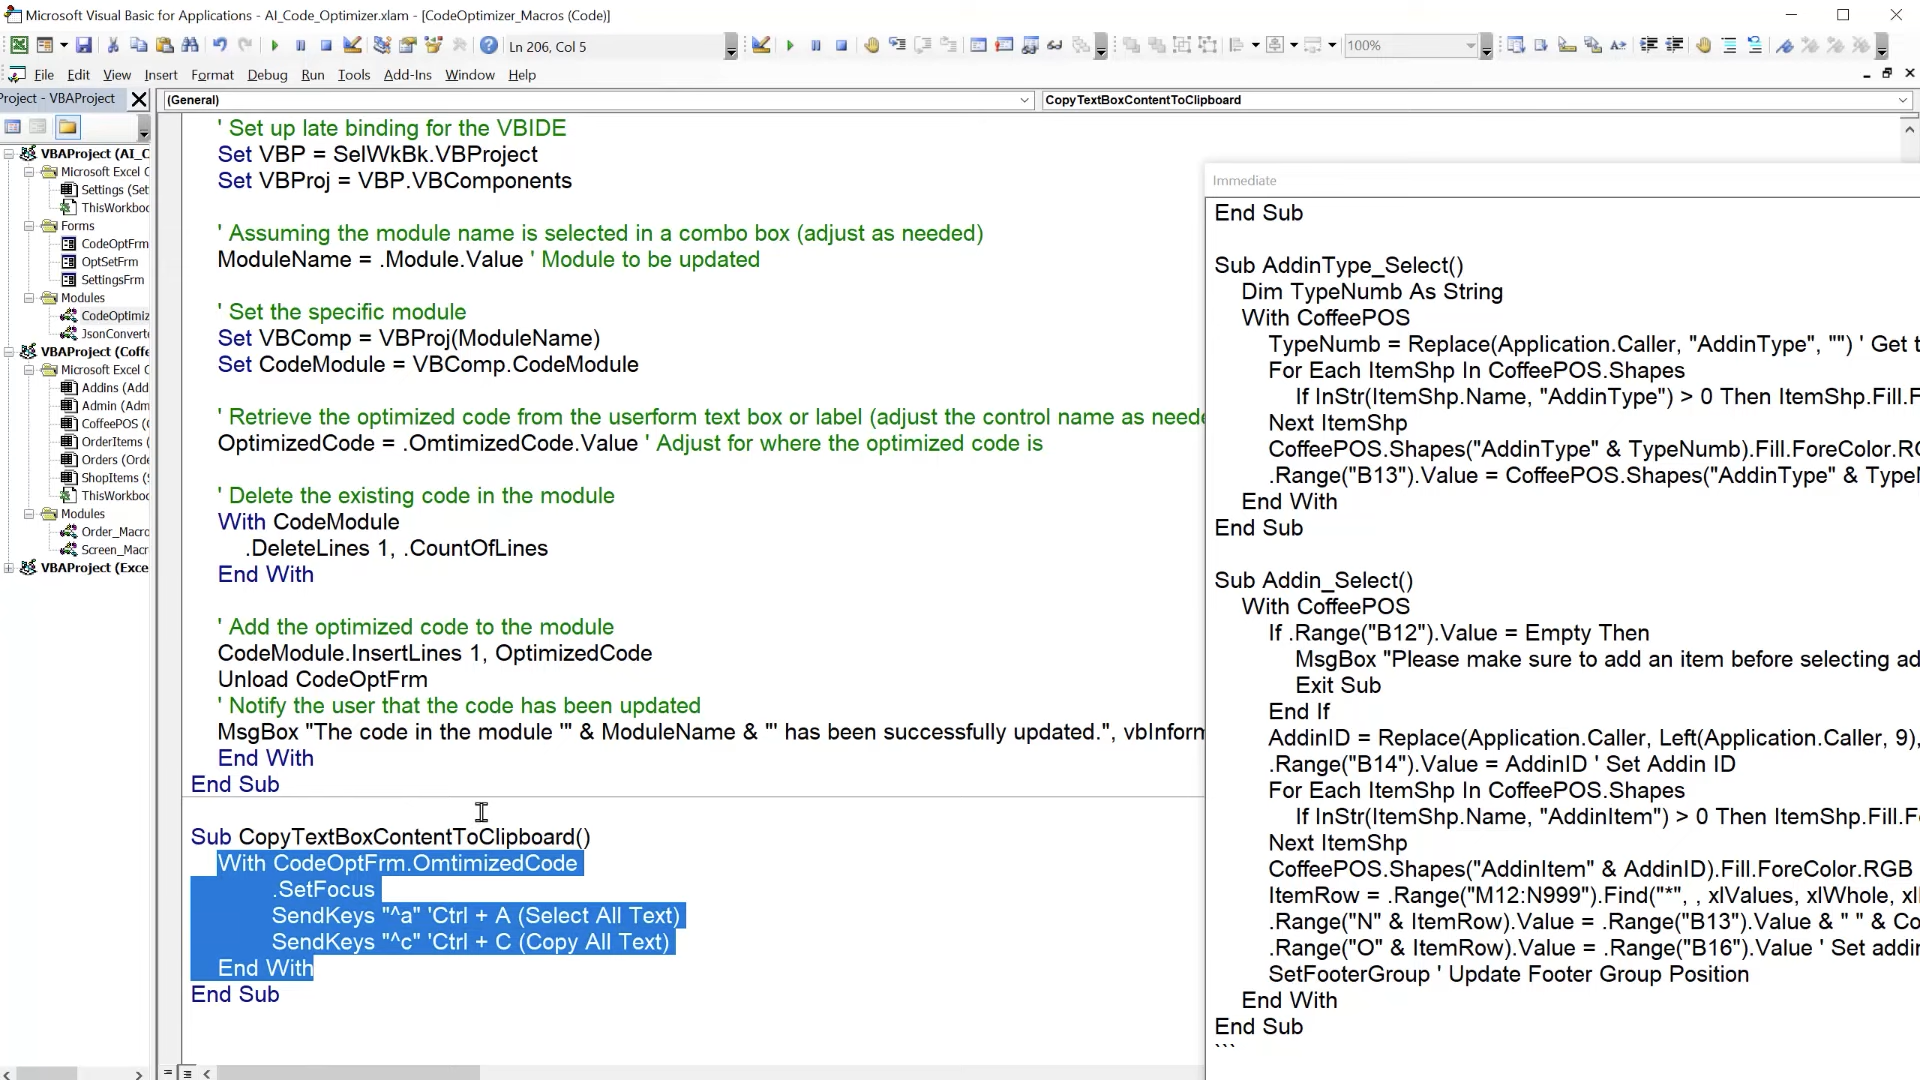 Microsoft Visual Basic for Applications - AI_Code_Optimizer.xlam - [CodeOptimizer_Macros (Code)]
Ln 206, Col 5
100%
File Edit View Insert Format Debug Run Tools Add-Ins Window Help
Project - VBAProject
(General)
CopyTextBoxContentToClipboard
VBAProject (AI_C
Microsoft Excel O
Settings (Set
ThisWorkboo
Forms
CodeOptFrm
OptSetFrm
SettingsFrm
Modules
CodeOptimiz
JsonConverte
VBAProject (Coffe
Microsoft Excel O
Addins (Add
Admin (Adm
CoffeePOS (
OrderItems (
Orders (Orde
ShopItems (
ThisWorkboo
Modules
Order_Macro
Screen_Macr
VBAProject (Exce
' Set up late binding for the VBIDE
Set VBP = SelWkBk.VBProject
Set VBProj = VBP.VBComponents
' Assuming the module name is selected in a combo box (adjust as needed)
ModuleName = .Module.Value ' Module to be updated
' Set the specific module
Set VBComp = VBProj(ModuleName)
Set CodeModule = VBComp.CodeModule
' Retrieve the optimized code from the userform text box or label (adjust the control name as neede
OptimizedCode = .OmtimizedCode.Value ' Adjust for where the optimized code is
' Delete the existing code in the module
With CodeModule
.DeleteLines 1, .CountOfLines
End With
' Add the optimized code to the module
CodeModule.InsertLines 1, OptimizedCode
Unload CodeOptFrm
' Notify the user that the code has been updated
MsgBox "The code in the module '" & ModuleName & "' has been successfully updated.", vbInform
End With
End Sub
Sub CopyTextBoxContentToClipboard()
With CodeOptFrm.OmtimizedCode
.SetFocus
SendKeys "^a" 'Ctrl + A (Select All Text)
SendKeys "^c" 'Ctrl + C (Copy All Text)
End With
End Sub
Immediate
End Sub
Sub AddinType_Select()
Dim TypeNumb As String
With CoffeePOS
TypeNumb = Replace(Application.Caller, "AddinType", "") ' Get t
For Each ItemShp In CoffeePOS.Shapes
If InStr(ItemShp.Name, "AddinType") > 0 Then ItemShp.Fill.F
Next ItemShp
CoffeePOS.Shapes("AddinType" & TypeNumb).Fill.ForeColor.RG
.Range("B13").Value = CoffeePOS.Shapes("AddinType" & TypeN
End With
End Sub
Sub Addin_Select()
With CoffeePOS
If .Range("B12").Value = Empty Then
MsgBox "Please make sure to add an item before selecting ad
Exit Sub
End If
AddinID = Replace(Application.Caller, Left(Application.Caller, 9),
.Range("B14").Value = AddinID ' Set Addin ID
For Each ItemShp In CoffeePOS.Shapes
If InStr(ItemShp.Name, "AddinItem") > 0 Then ItemShp.Fill.F
Next ItemShp
CoffeePOS.Shapes("AddinItem" & AddinID).Fill.ForeColor.RGB
ItemRow = .Range("M12:N999").Find("*", , xlValues, xlWhole, xl
.Range("N" & ItemRow).Value = .Range("B13").Value & " " & Co
.Range("O" & ItemRow).Value = .Range("B16").Value ' Set addin
SetFooterGroup ' Update Footer Group Position
End With
End Sub
```